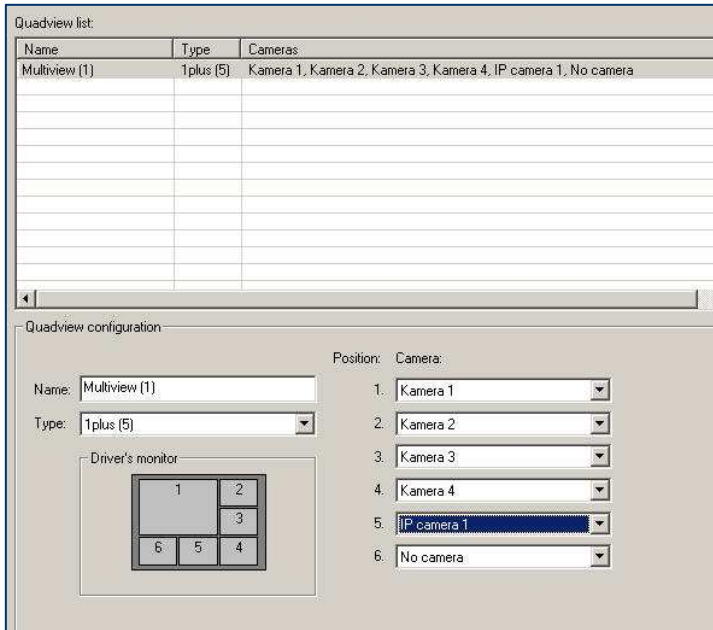 Quadview list:
Name Type Cameras
Multiview (1) 1plus (5) Kamera 1, Kamera 2, Kamera 3, Kamera 4, IP camera 1, No camera
Quadview configuration
Position: Camera:
Name: Multiview (1)
1. Kamera 1
Type: 1plus (5)
2. Kamera 2
3. Kamera 3
Driver's monitor
4. Kamera 4
1 2
3
5. IP camera 1
6 5 4
6. No camera